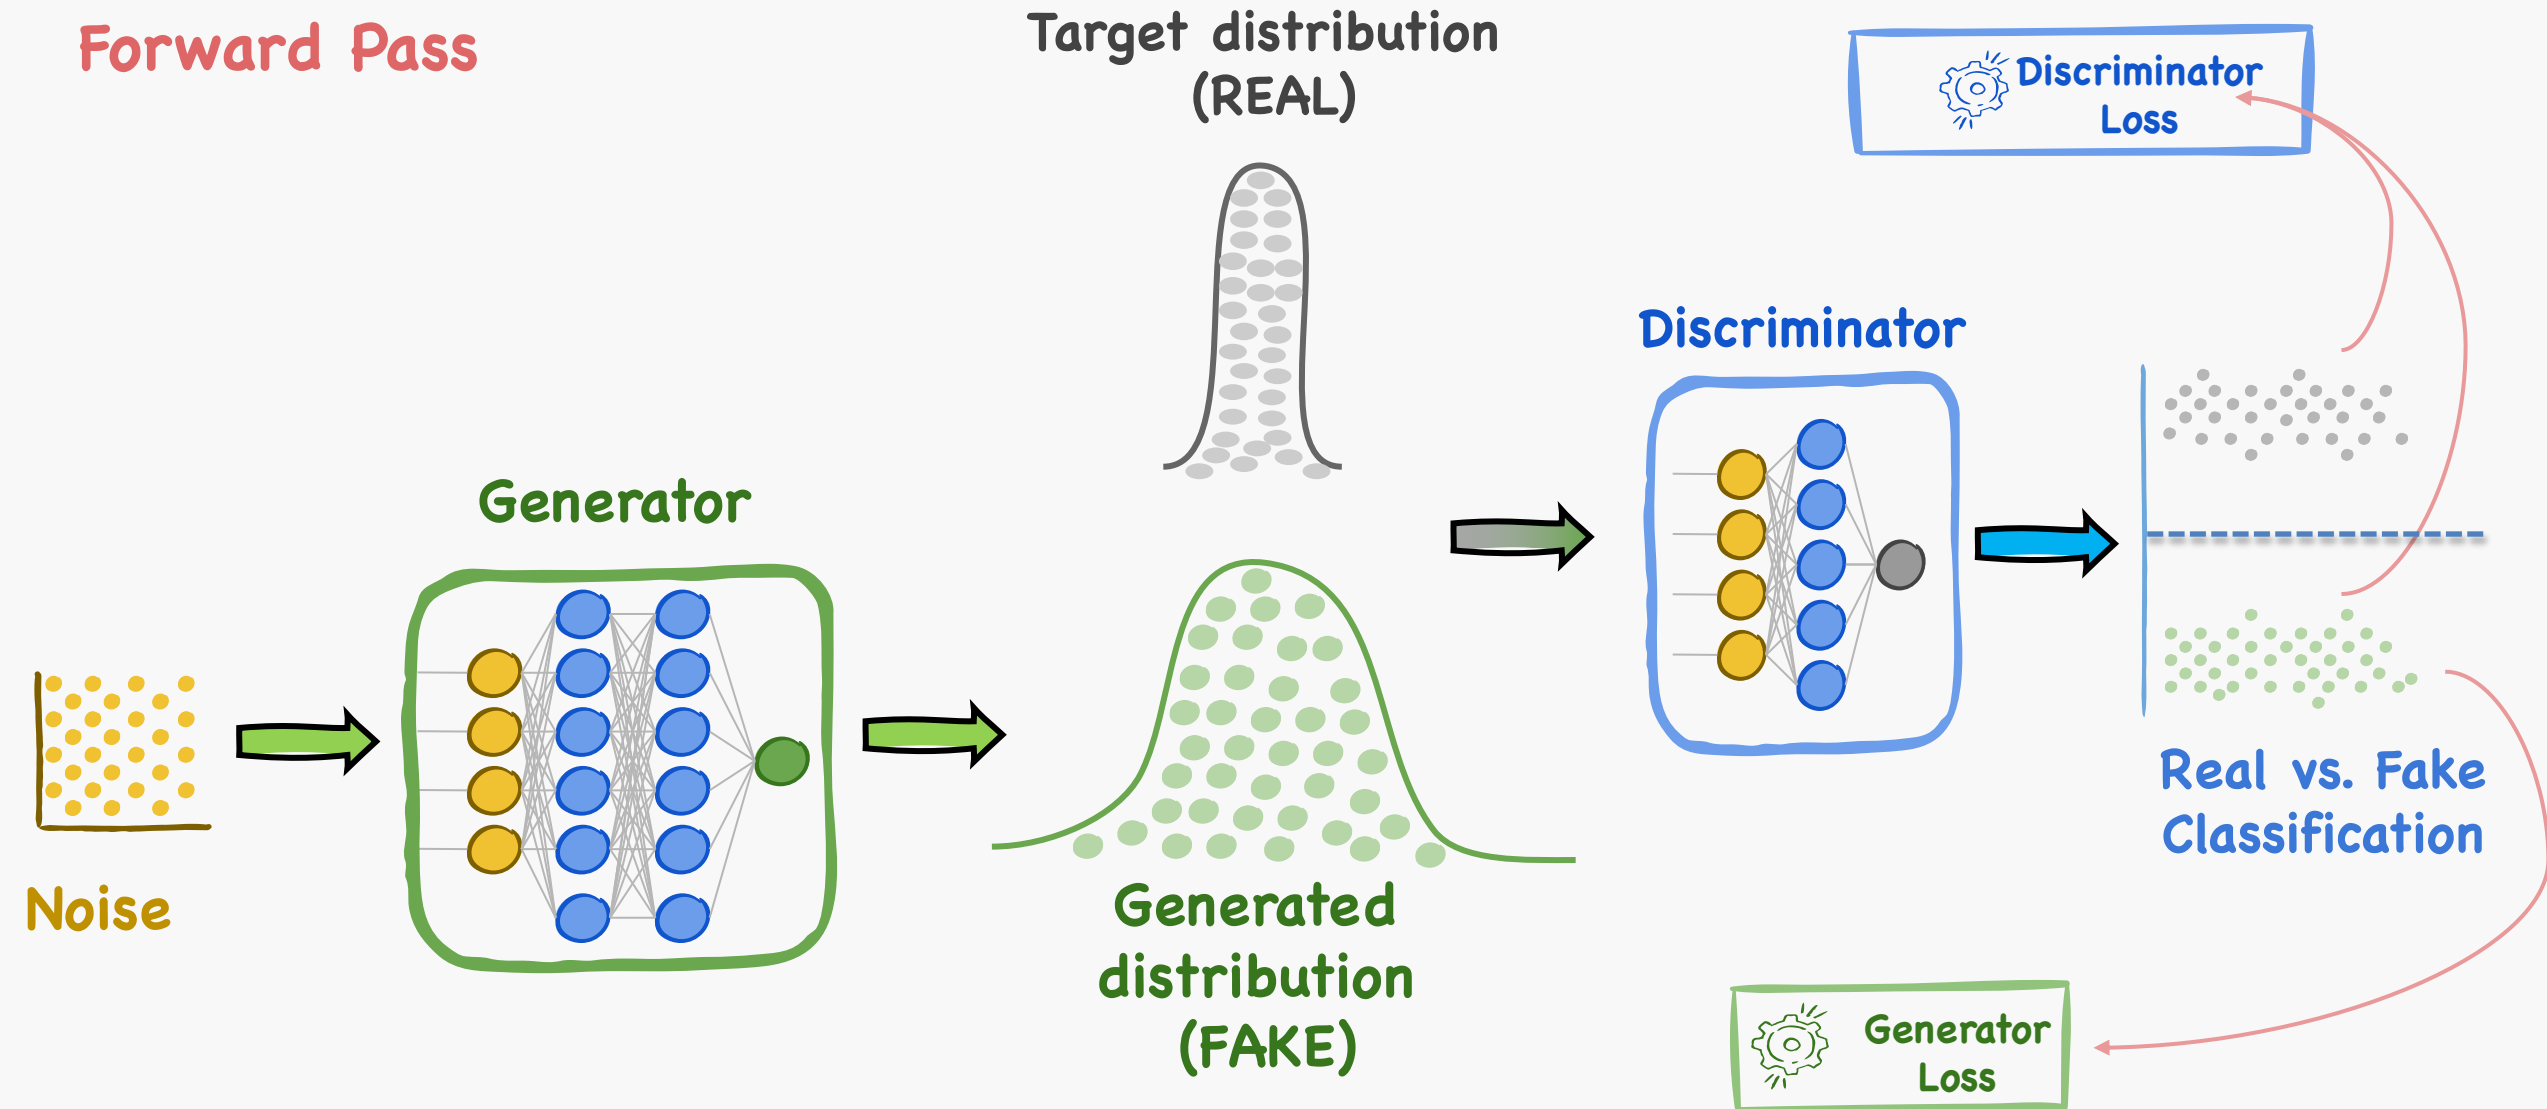 Forward Pass
Target distribution
(REAL)
Discriminator
Loss
Discriminator
Generator
Noise
Generated
distribution
(FAKE)
Real vs. Fake
Classification
Generator
Loss